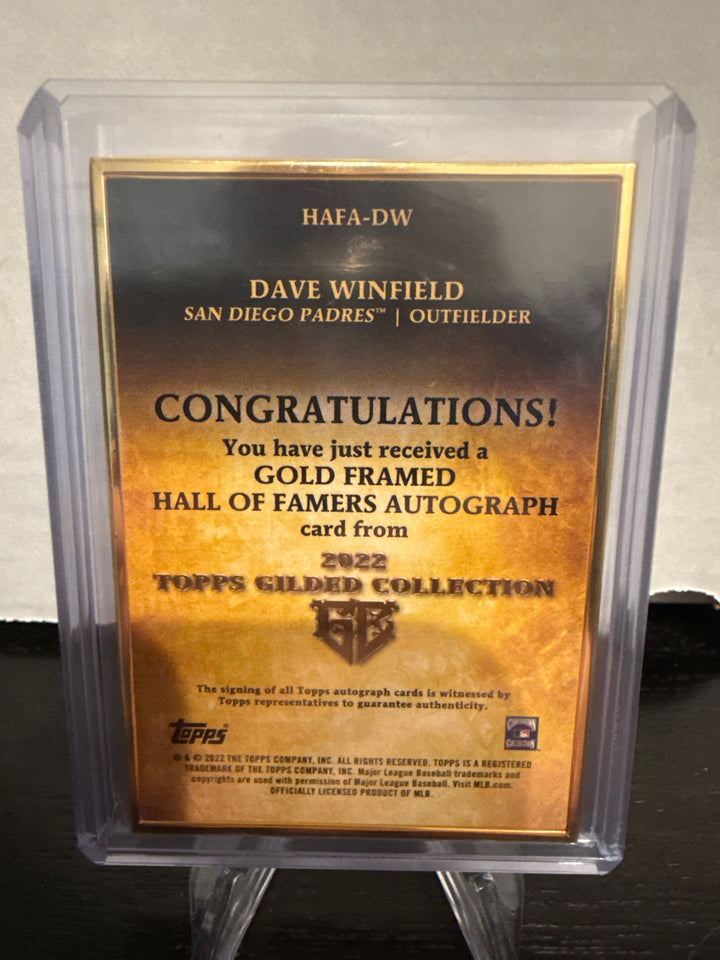 HAFA-DW
DAVE WINFIELD
SAN DIEGO PADRES™ | OUTFIELDER
CONGRATULATIONS!
You have just received a
GOLD FRAMED
HALL OF FAMERS AUTOGRAPH
card from
2022
TOPPS GILDED COLLECTION
GC
The signing of all Topps autograph cards is witnessed by
Topps representatives to guarantee authenticity.
Topps®
® & © 2022 THE TOPPS COMPANY, INC. ALL RIGHTS RESERVED. TOPPS IS A REGISTERED
TRADEMARK OF THE TOPPS COMPANY, INC. Major League Baseball trademarks and
copyrights are used with permission of Major League Baseball. Visit MLB.com.
OFFICIALLY LICENSED PRODUCT OF MLB.